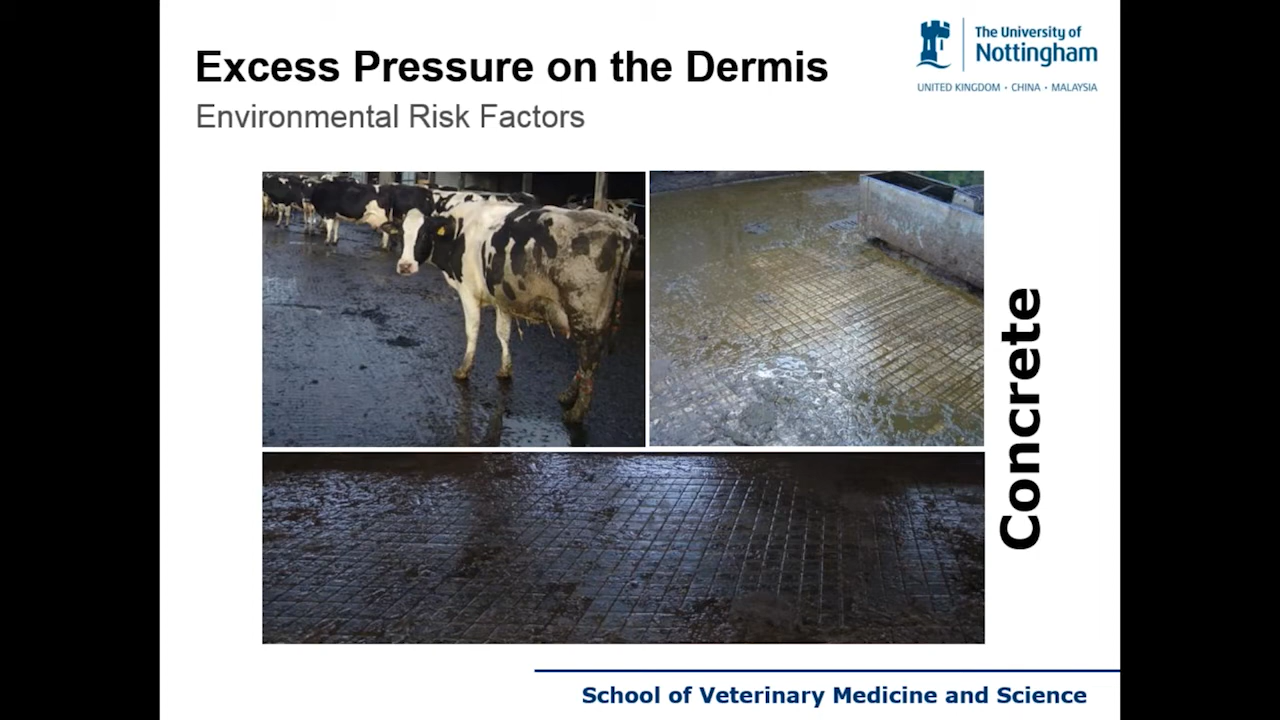 Excess Pressure on the Dermis
Environmental Risk Factors
The University of
Nottingham
UNITED KINGDOM · CHINA · MALAYSIA
Concrete
School of Veterinary Medicine and Science